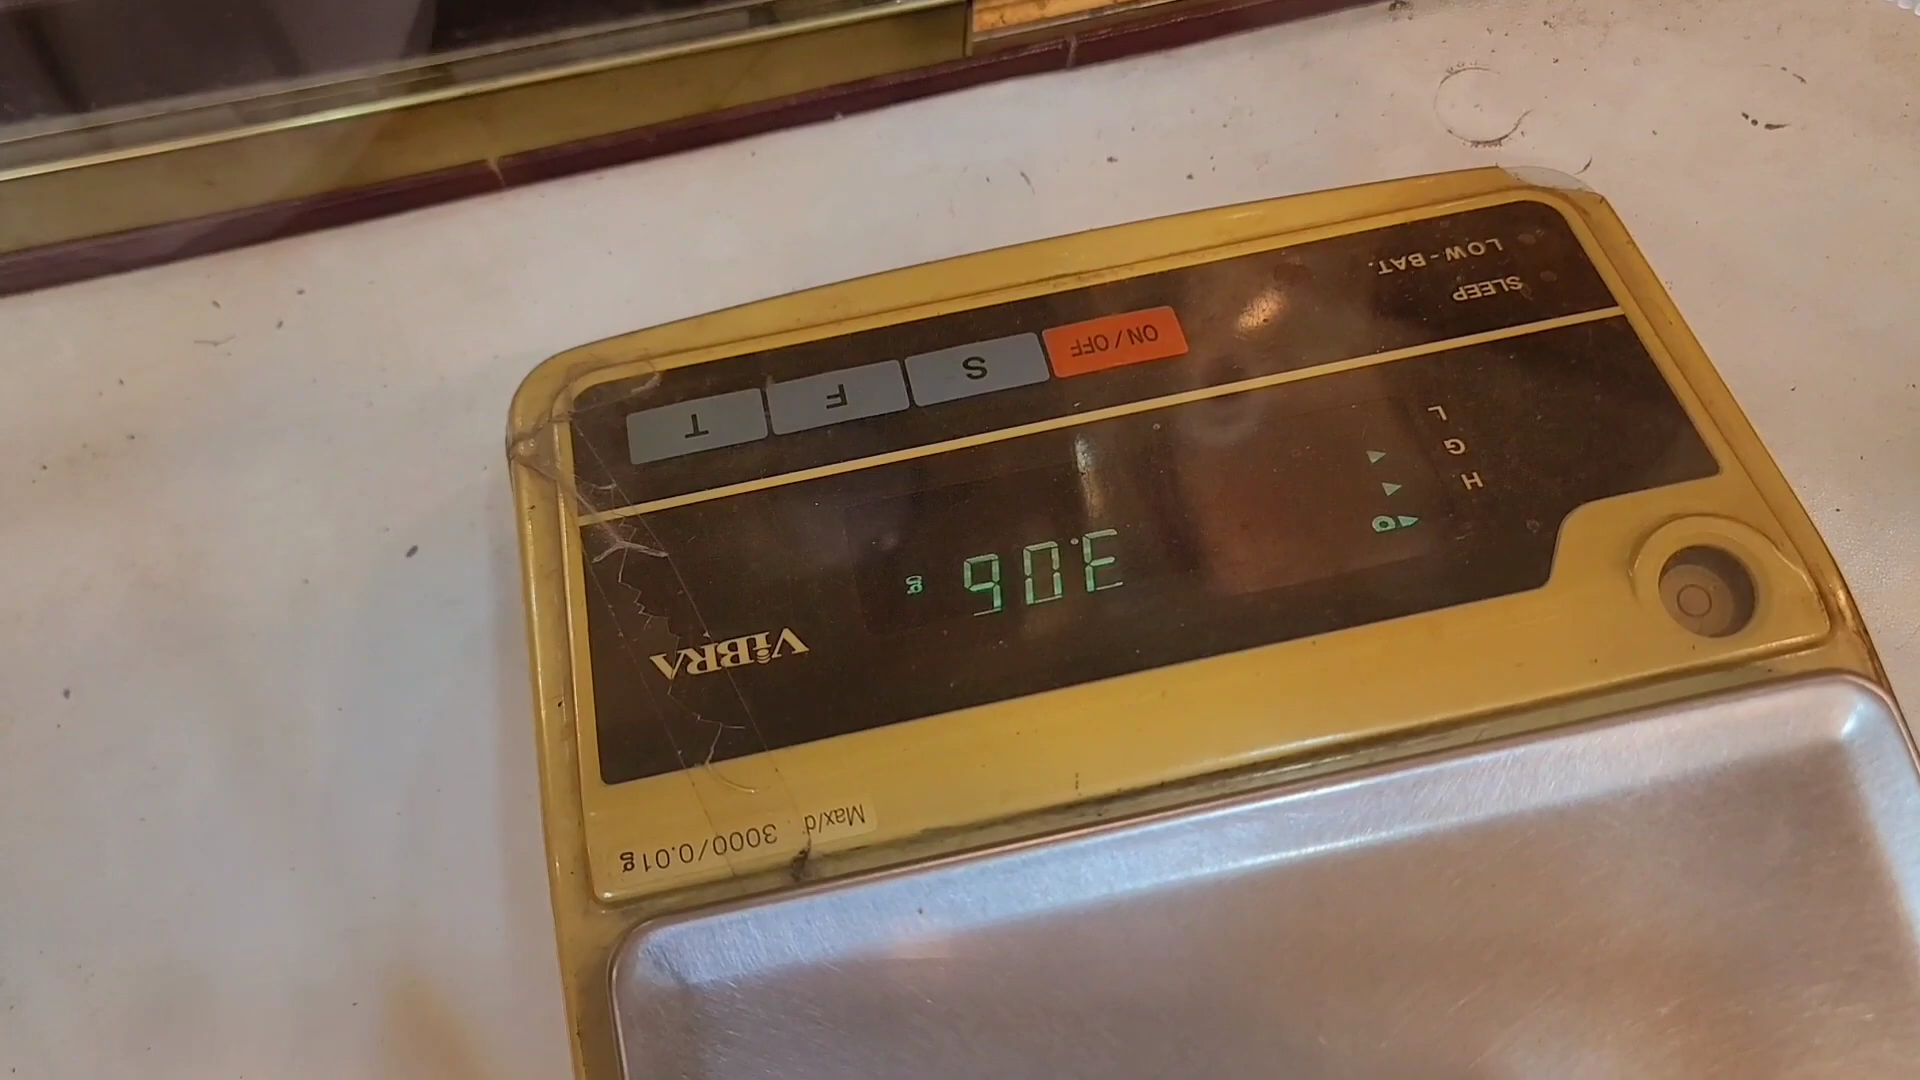 Max/d 3000/0.01g
ViBRA
3.06 g
H
G
L
SLEEP
LOW-BAT.
ON/OFF S F T